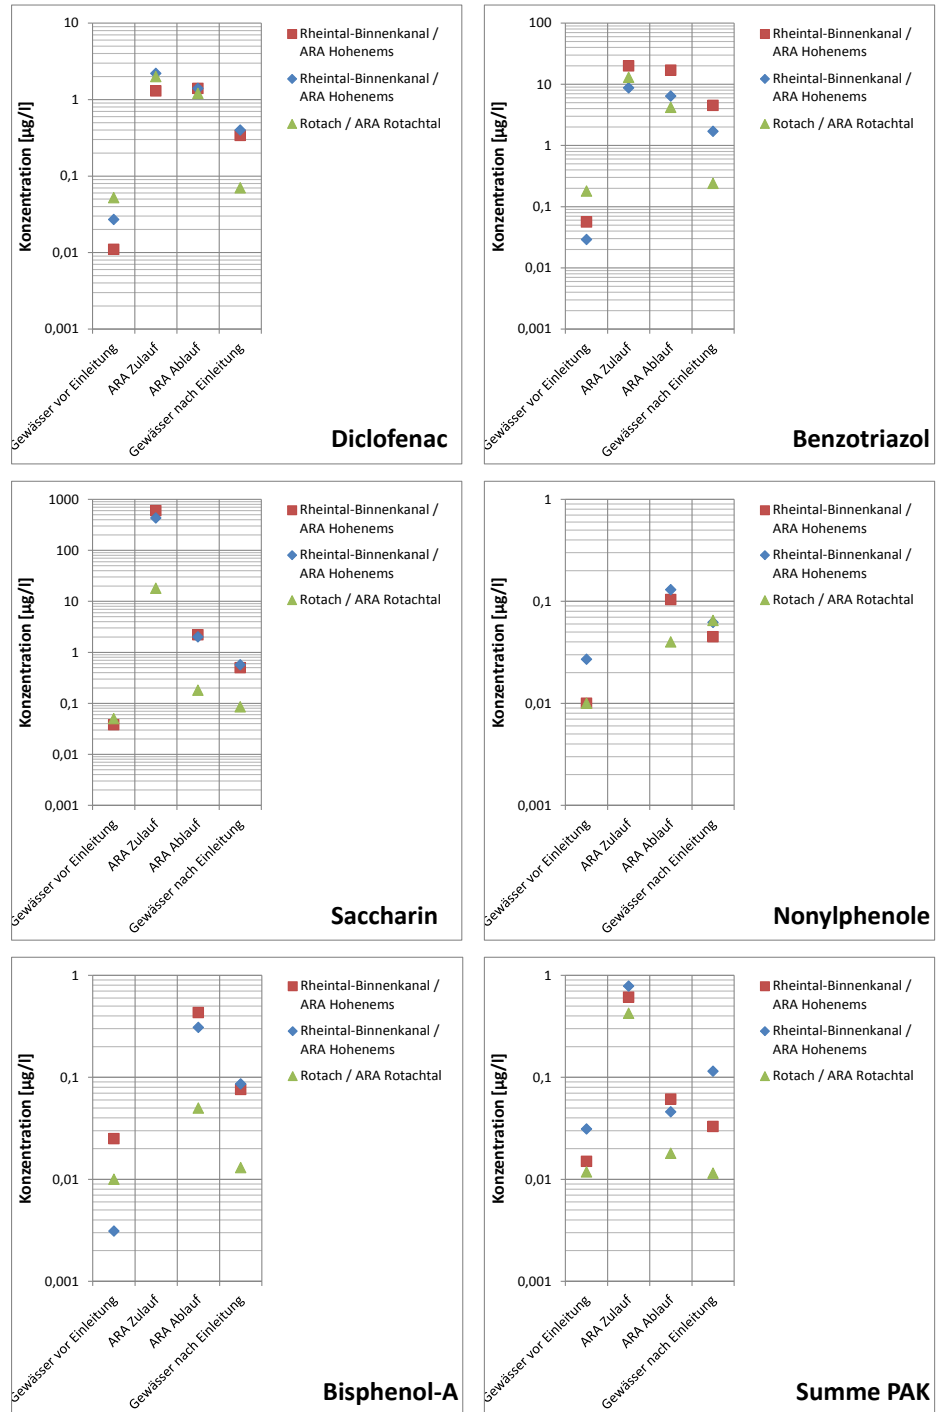 10
1
0,1
0,01
0,001
Konzentration [µg/l]
Gewässer vor Einleitung
ARA Zulauf
ARA Ablauf
Gewässer nach Einleitung
Rheintal-Binnenkanal /
ARA Hohenems
Rheintal-Binnenkanal /
ARA Hohenems
Rotach / ARA Rotachtal
Diclofenac
100
10
1
0,1
0,01
0,001
Konzentration [µg/l]
Gewässer vor Einleitung
ARA Zulauf
ARA Ablauf
Gewässer nach Einleitung
Rheintal-Binnenkanal /
ARA Hohenems
Rheintal-Binnenkanal /
ARA Hohenems
Rotach / ARA Rotachtal
Benzotriazol
1000
100
10
1
0,1
0,01
0,001
Konzentration [µg/l]
Gewässer vor Einleitung
ARA Zulauf
ARA Ablauf
Gewässer nach Einleitung
Rheintal-Binnenkanal /
ARA Hohenems
Rheintal-Binnenkanal /
ARA Hohenems
Rotach / ARA Rotachtal
Saccharin
1
0,1
0,01
0,001
Konzentration [µg/l]
Gewässer vor Einleitung
ARA Zulauf
ARA Ablauf
Gewässer nach Einleitung
Rheintal-Binnenkanal /
ARA Hohenems
Rheintal-Binnenkanal /
ARA Hohenems
Rotach / ARA Rotachtal
Nonylphenole
1
0,1
0,01
0,001
Konzentration [µg/l]
Gewässer vor Einleitung
ARA Zulauf
ARA Ablauf
Gewässer nach Einleitung
Rheintal-Binnenkanal /
ARA Hohenems
Rheintal-Binnenkanal /
ARA Hohenems
Rotach / ARA Rotachtal
Bisphenol-A
1
0,1
0,01
0,001
Konzentration [µg/l]
Gewässer vor Einleitung
ARA Zulauf
ARA Ablauf
Gewässer nach Einleitung
Rheintal-Binnenkanal /
ARA Hohenems
Rheintal-Binnenkanal /
ARA Hohenems
Rotach / ARA Rotachtal
Summe PAK